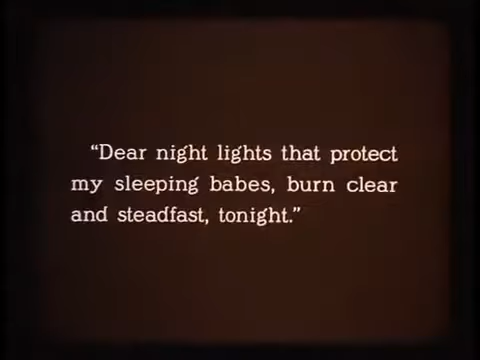 “Dear night lights that protect
my sleeping babes, burn clear
and steadfast, tonight.”